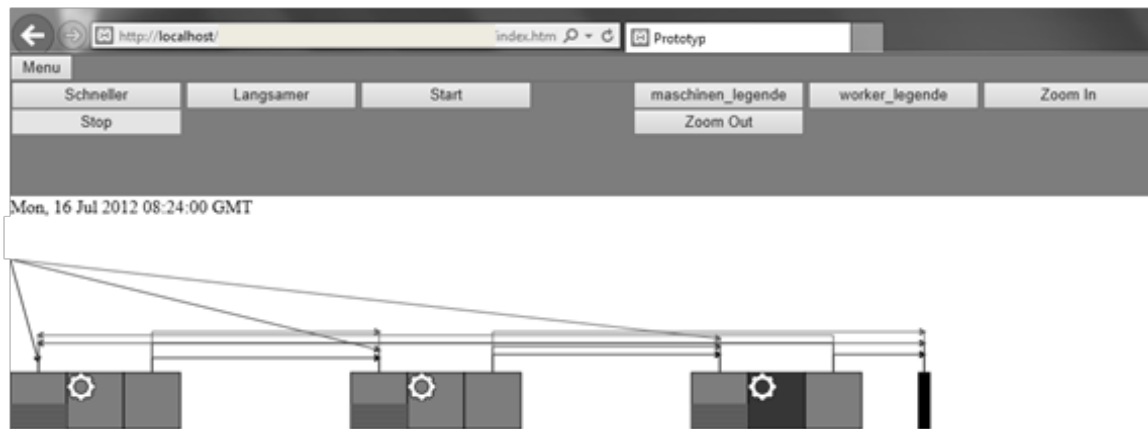 http://localhost/ index.htm Prototyp
Menu
Schneller Langsamer Start maschinen_legende worker_legende Zoom In
Stop Zoom Out
Mon, 16 Jul 2012 08:24:00 GMT